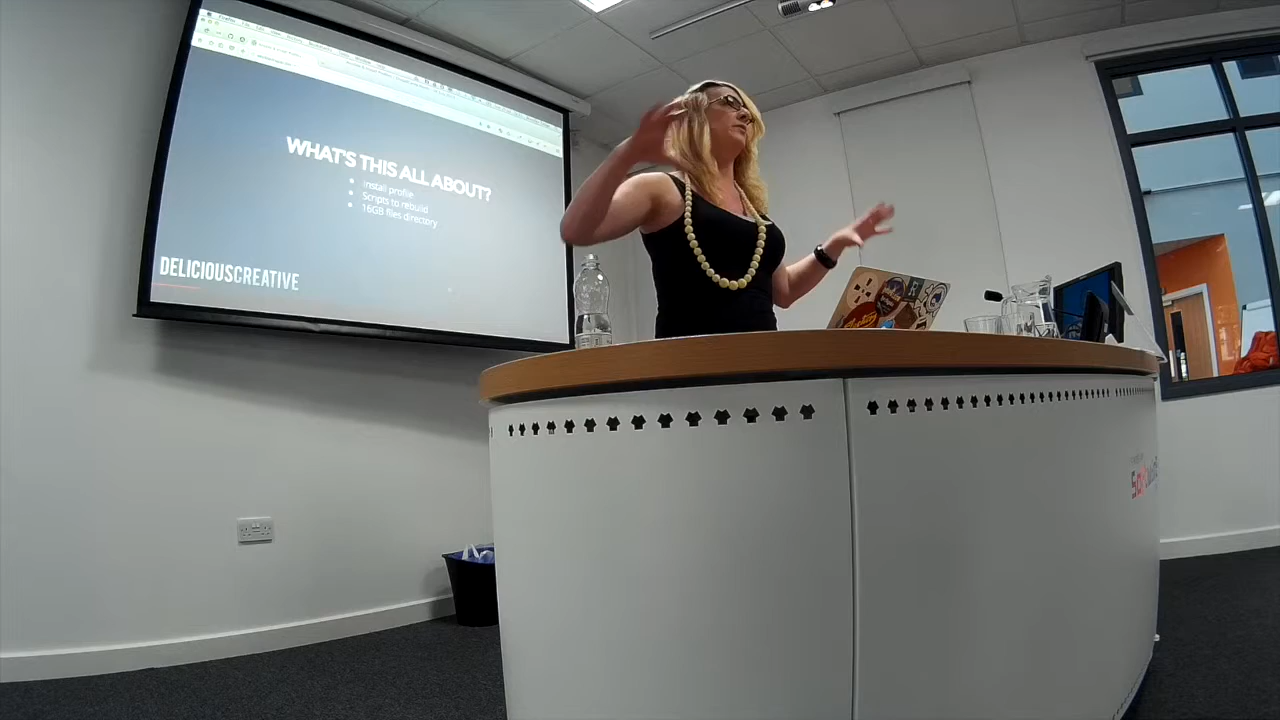 WHAT'S THIS ALL ABOUT?
Install profile
Scripts to rebuild
16GB files directory
DELICIOUSCREATIVE